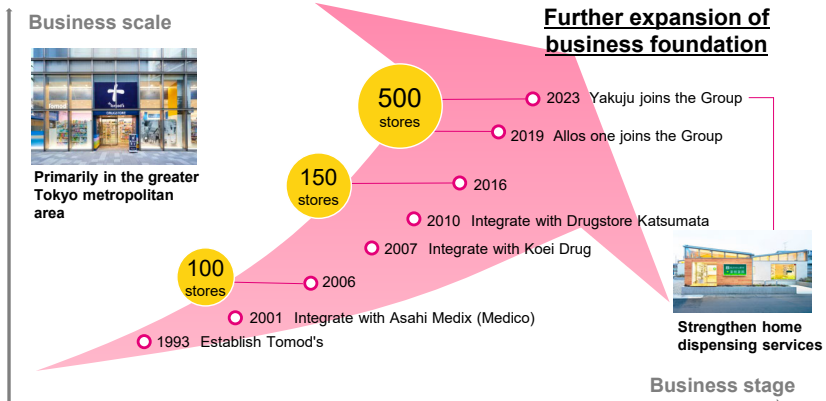 Business scale
Further expansion of
business foundation
Primarily in the greater
Tokyo metropolitan
area
500
stores
2023 Yakuju joins the Group
2019 Allos one joins the Group
150
stores
2016
2010 Integrate with Drugstore Katsumata
2007 Integrate with Koei Drug
100
stores
2006
2001 Integrate with Asahi Medix (Medico)
1993 Establish Tomod's
Strengthen home
dispensing services
Business stage